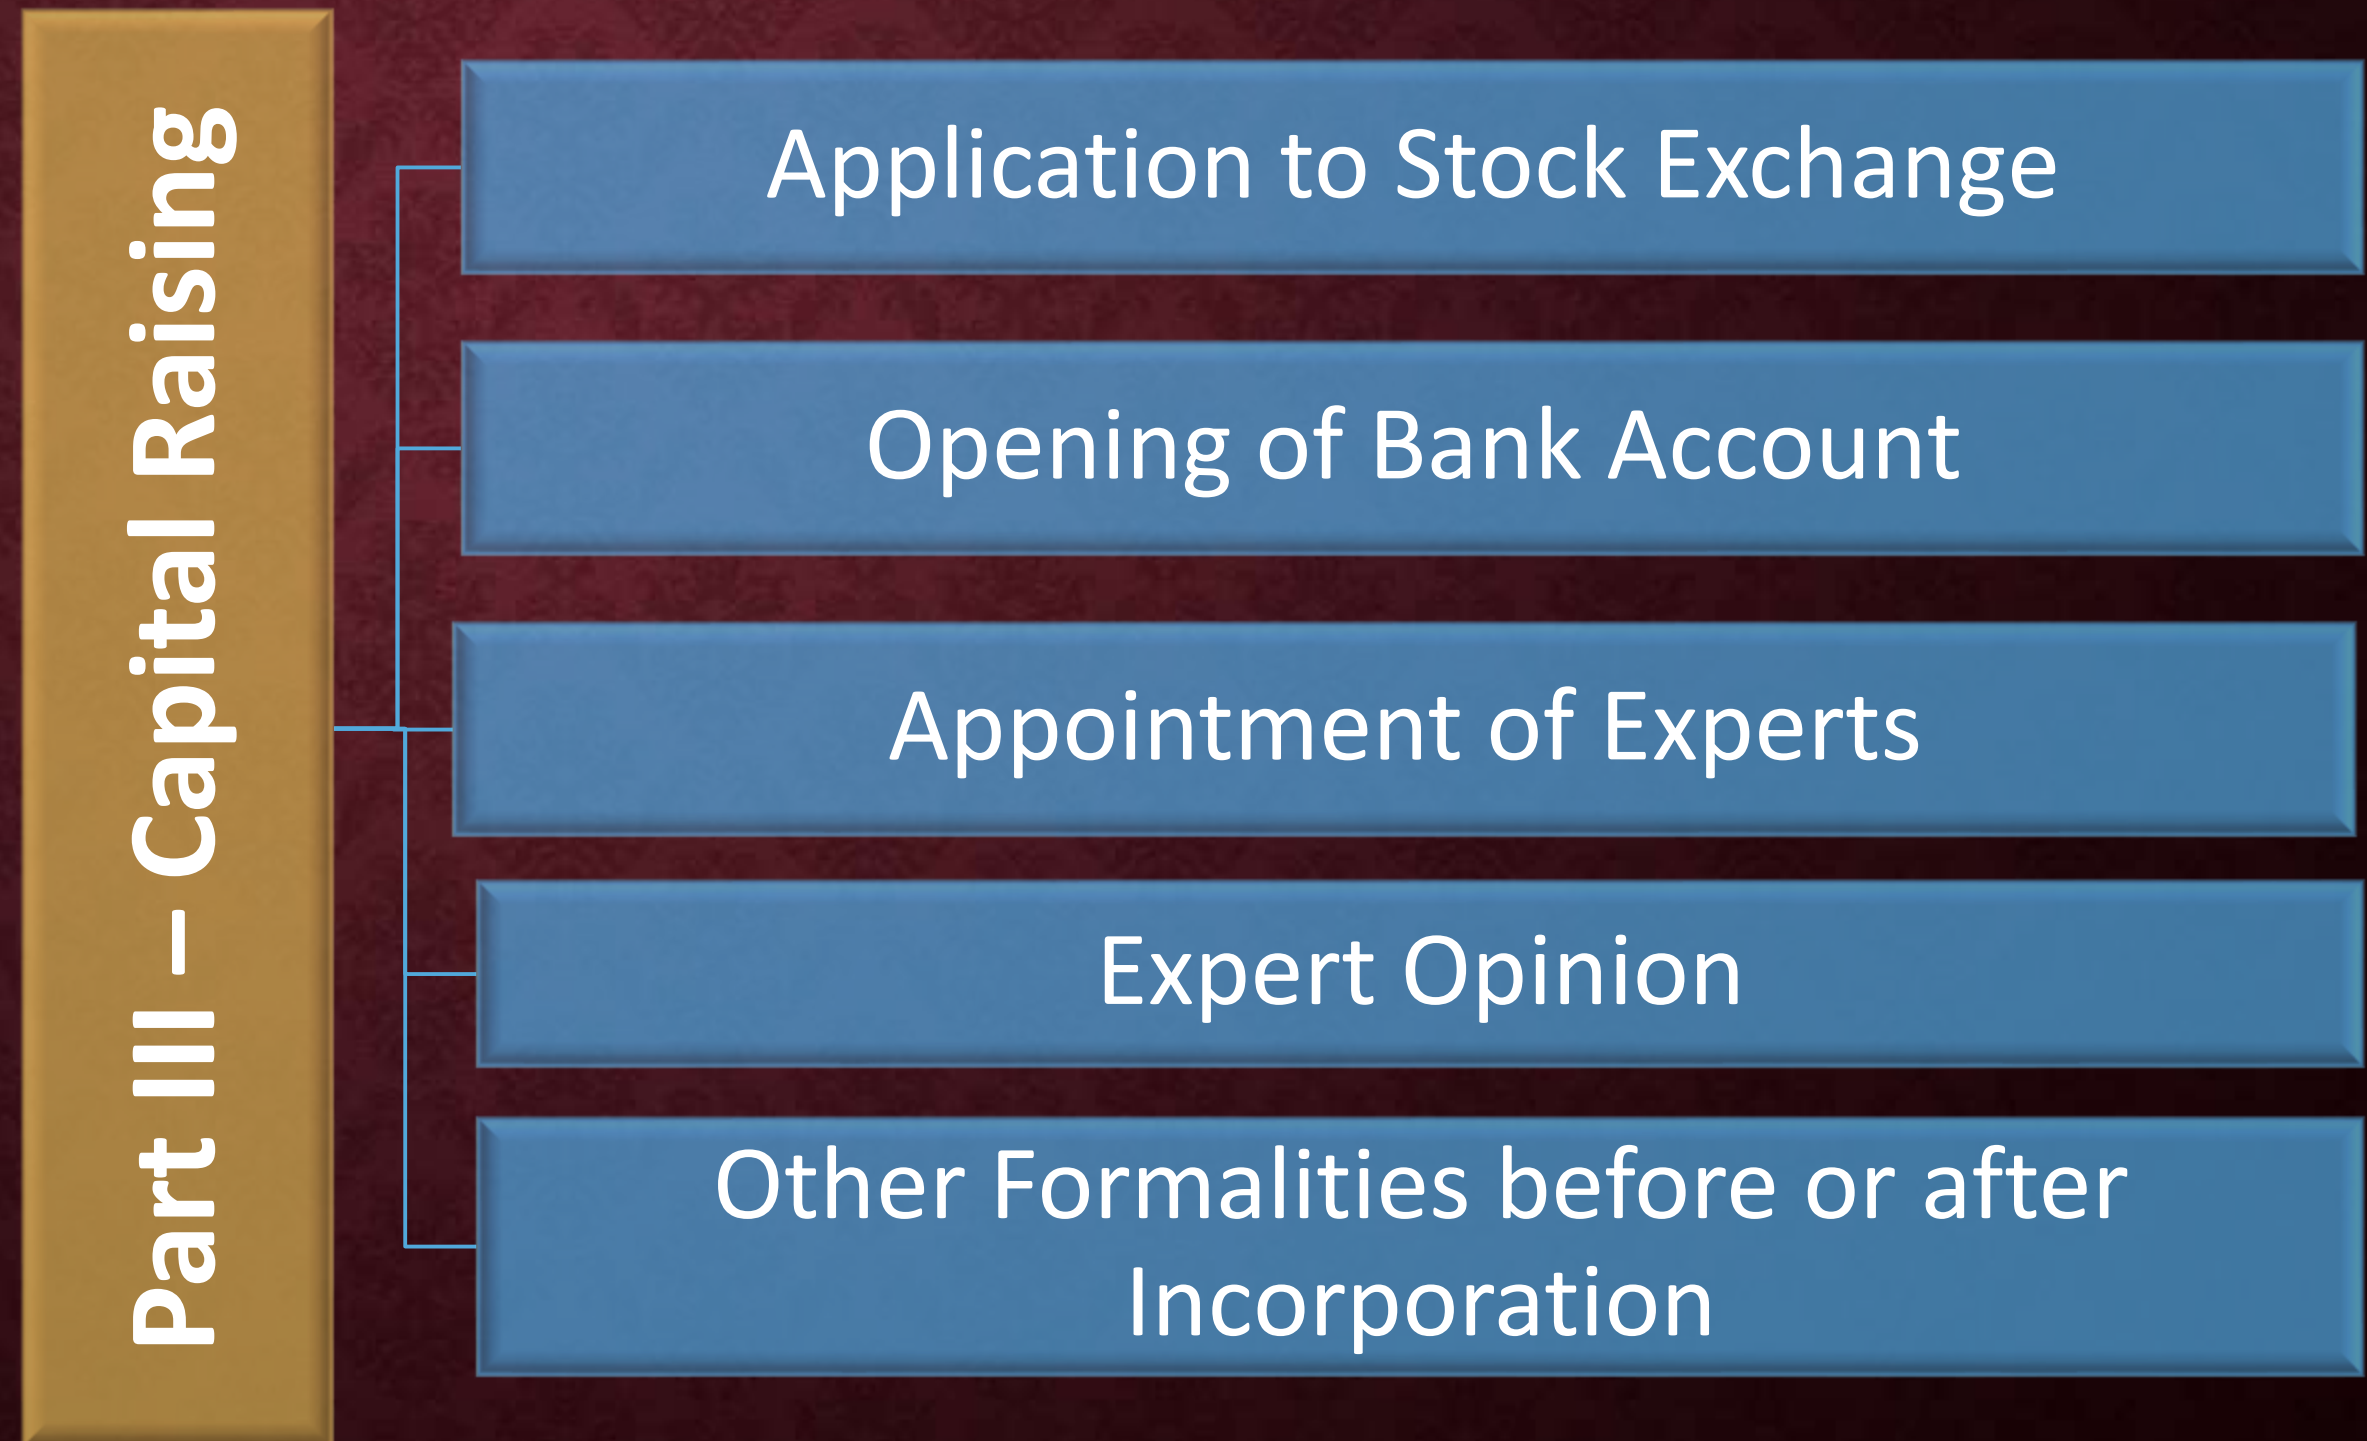 Part III – Capital Raising
Application to Stock Exchange
Opening of Bank Account
Appointment of Experts
Expert Opinion
Other Formalities before or after
Incorporation